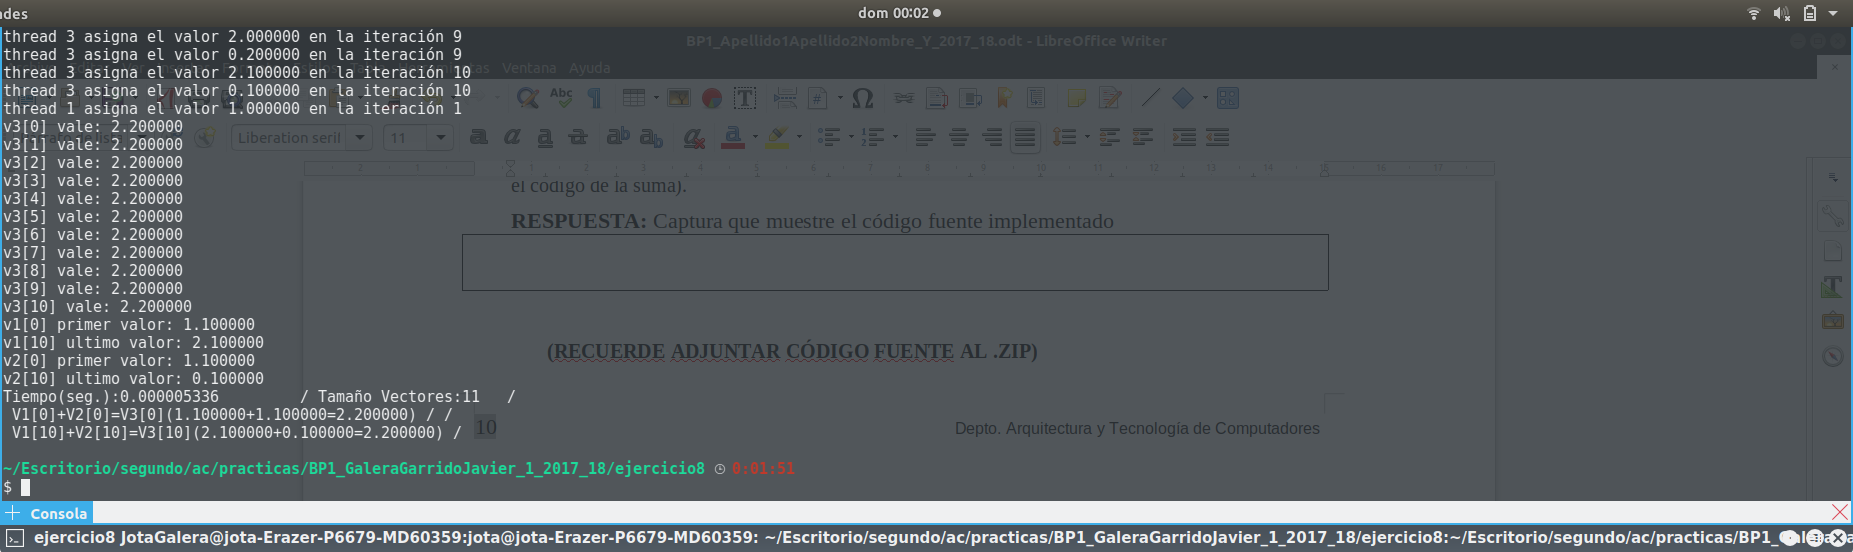 ades
dom 00:02
thread 3 asigna el valor 2.000000 en la iteración 9
BP1_Apellido1Apellido2Nombre_Y_2017_18.odt - LibreOffice Writer
thread 3 asigna el valor 0.200000 en la iteración 9
thread 3 asigna el valor 2.100000 en la iteración 10
Ventana Ayuda
thread 3 asigna el valor 0.100000 en la iteración 10
thread 1 asigna el valor 1.000000 en la iteración 1
v3[0] vale: 2.200000
Liberation serif 11
v3[1] vale: 2.200000
v3[2] vale: 2.200000
v3[3] vale: 2.200000
v3[4] vale: 2.200000
el código de la suma).
v3[5] vale: 2.200000
RESPUESTA: Captura que muestre el código fuente implementado
v3[6] vale: 2.200000
v3[7] vale: 2.200000
v3[8] vale: 2.200000
v3[9] vale: 2.200000
v3[10] vale: 2.200000
v1[0] primer valor: 1.100000
v1[10] ultimo valor: 2.100000
(RECUERDE ADJUNTAR CÓDIGO FUENTE AL .ZIP)
v2[0] primer valor: 1.100000
v2[10] ultimo valor: 0.100000
Tiempo(seg.):0.000005336 / Tamaño Vectores:11 /
V1[0]+V2[0]=V3[0](1.100000+1.100000=2.200000) / /
V1[10]+V2[10]=V3[10](2.100000+0.100000=2.200000) /
10
Depto. Arquitectura y Tecnología de Computadores
~/Escritorio/segundo/ac/practicas/BP1_GaleraGarridoJavier_1_2017_18/ejercicio8 0:01:51
$
Consola
ejercicio8 JotaGalera@jota-Erazer-P6679-MD60359:jota@jota-Erazer-P6679-MD60359: ~/Escritorio/segundo/ac/practicas/BP1_GaleraGarridoJavier_1_2017_18/ejercicio8:~/Escritorio/segundo/ac/practicas/BP1_Galera